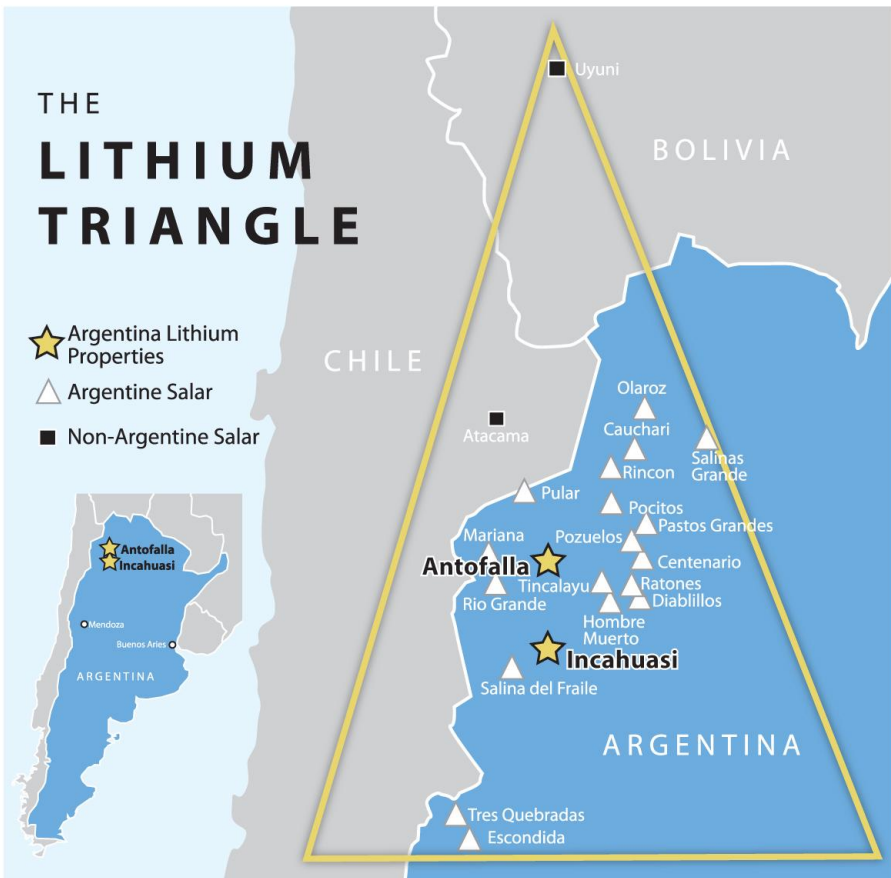 THE
LITHIUM
TRIANGLE
Argentina Lithium
Properties
Argentine Salar
Non-Argentine Salar
Antofalla
Incahuasi
Mendoza
Buenos Aries
ARGENTINA
Uyuni
BOLIVIA
CHILE
Atacama
Olaroz
Cauchari
Salinas
Grande
Rincon
Pular
Pocitos
Pastos Grandes
Mariana
Pozuelos
Antofalla
Centenario
Tincalayu
Ratones
Rio Grande
Diablillos
Hombre
Muerto
Incahuasi
Salina del Fraile
ARGENTINA
Tres Quebradas
Escondida